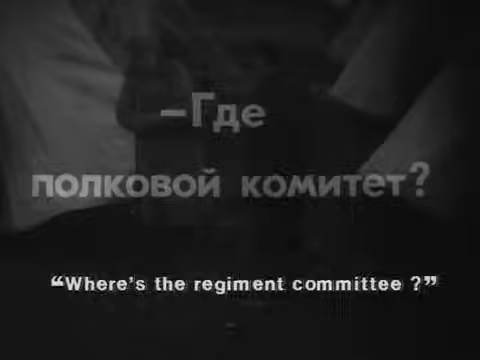 –Где
полковой комитет?
“Where’s the regiment committee ?”